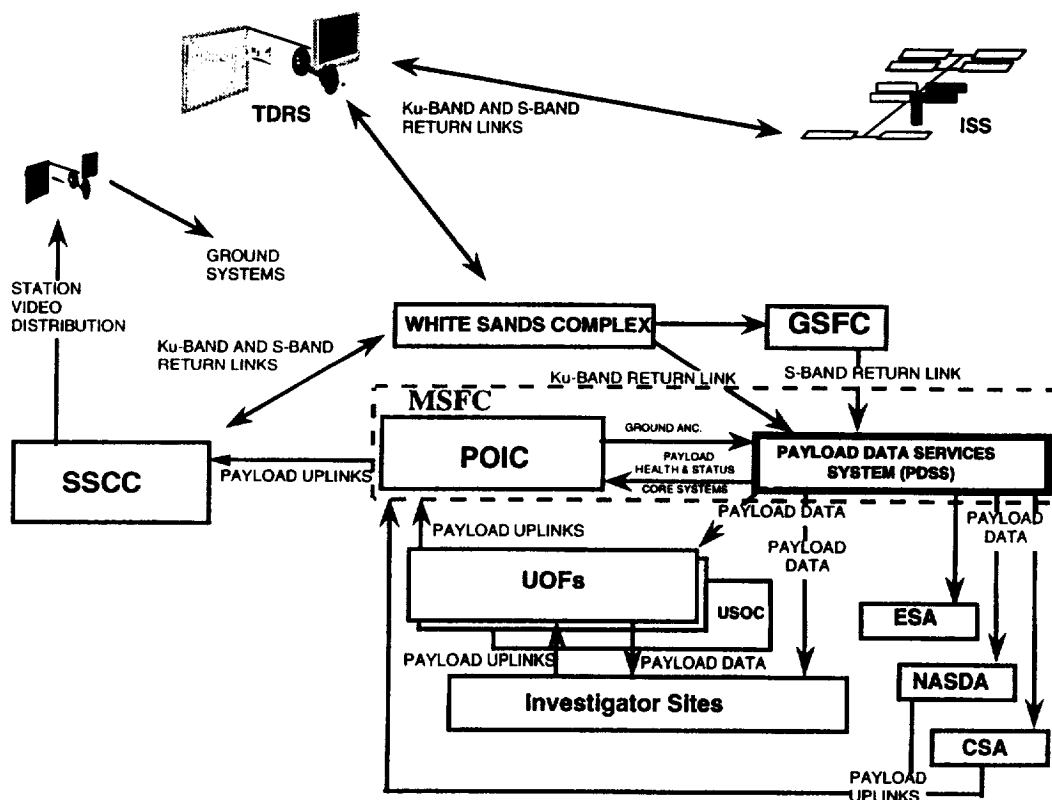 TDRS
Ku-BAND AND S-BAND
RETURN LINKS
ISS
GROUND
SYSTEMS
STATION
VIDEO
DISTRIBUTION
WHITE SANDS COMPLEX
GSFC
Ku-BAND AND S-BAND
RETURN LINKS
Ku-BAND RETURN LINK
S-BAND RETURN LINK
MSFC
SSCC
PAYLOAD UPLINKS
POIC
GROUND ANC.
PAYLOAD
HEALTH & STATUS
CORE SYSTEMS
PAYLOAD DATA SERVICES
SYSTEM (PDSS)
PAYLOAD UPLINKS
PAYLOAD DATA
PAYLOAD
DATA
PAYLOAD
DATA
UOFs
USOC
ESA
PAYLOAD UPLINKS
PAYLOAD DATA
NASDA
Investigator Sites
CSA
PAYLOAD
UPLINKS